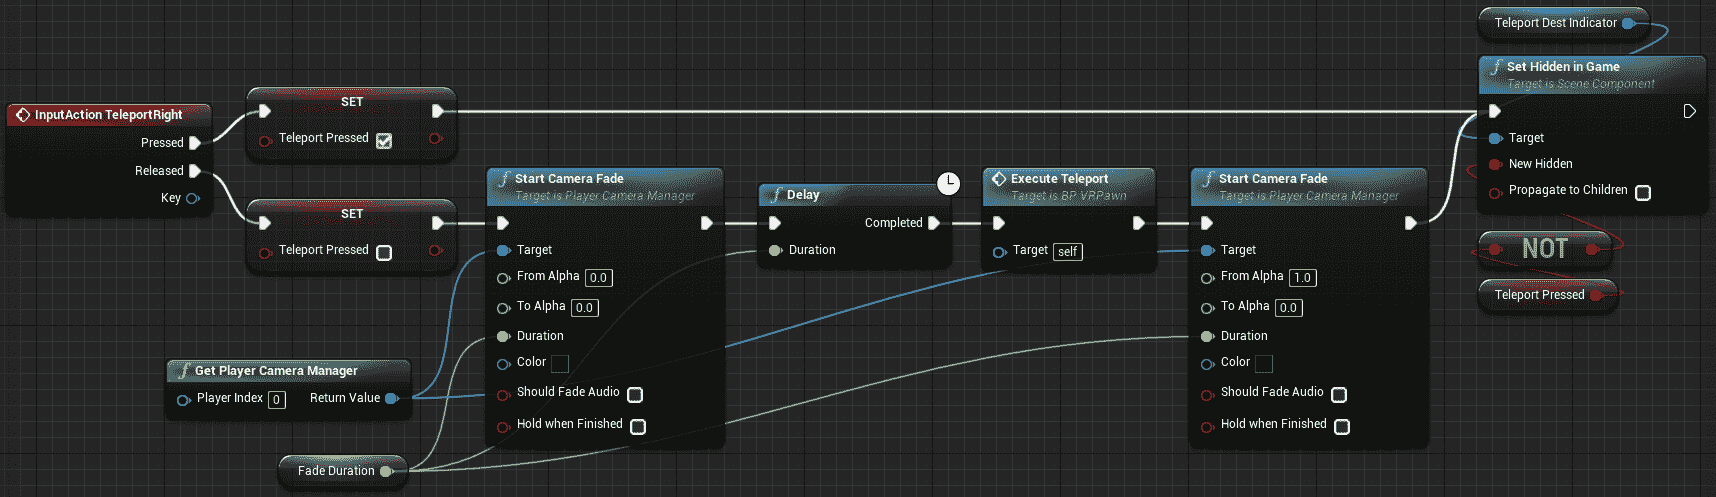 InputAction TeleportRight
Pressed
Released
Key
SET
Teleport Pressed
SET
Teleport Pressed
Get Player Camera Manager
Player Index 0 Return Value
Fade Duration
f Start Camera Fade
Target is Player Camera Manager
Target
From Alpha 0.0
To Alpha 0.0
Duration
Color
Should Fade Audio
Hold when Finished
f Delay
Completed
Duration
Execute Teleport
Target is BP VRPawn
Target self
f Start Camera Fade
Target is Player Camera Manager
Target
From Alpha 1.0
To Alpha 0.0
Duration
Color
Should Fade Audio
Hold when Finished
Teleport Dest Indicator
f Set Hidden in Game
Target is Scene Component
Target
New Hidden
Propagate to Children
NOT
Teleport Pressed